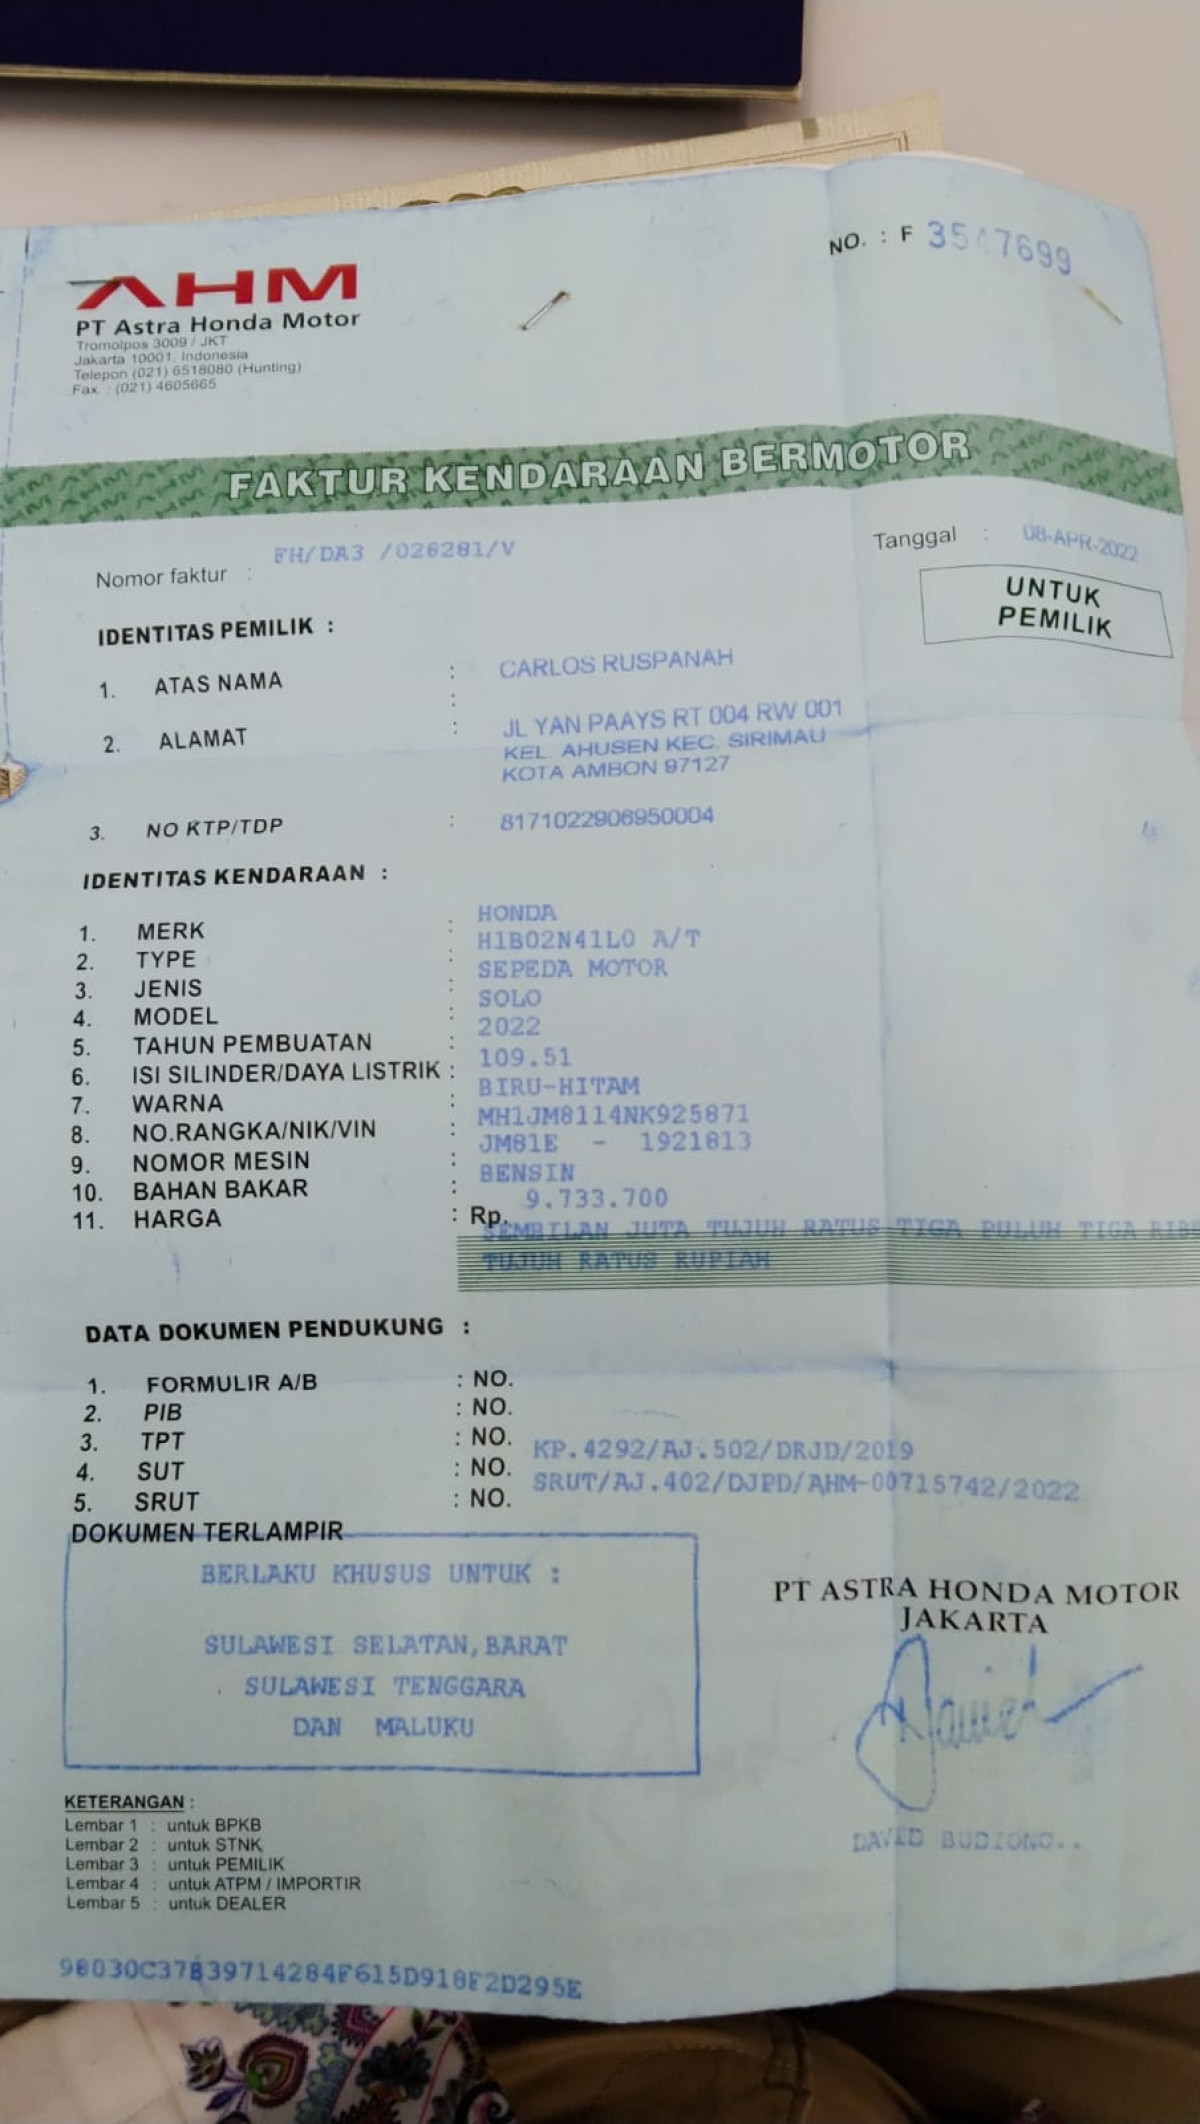 NO. : F 3547699
AHM
PT Astra Honda Motor
Tromolpos 3009 / JKT
Jakarta 10001. Indonesia
Telepon (021) 6518080 (Hunting)
Fax. : (021) 4605665
FAKTUR KENDARAAN BERMOTOR
Nomor faktur : FH/DA3 /028281/V
Tanggal : 08-APR-2022
UNTUK
PEMILIK
IDENTITAS PEMILIK :
1. ATAS NAMA : CARLOS RUSPANAH
2. ALAMAT : JL YAN PAAYS RT 004 RW 001
KEL. AHUSEN KEC. SIRIMAU
KOTA AMBON 97127
3. NO KTP/TDP : 8171022906950004
IDENTITAS KENDARAAN :
1. MERK : HONDA
2. TYPE : H1B02N41L0 A/T
3. JENIS : SEPEDA MOTOR
4. MODEL : SOLO
5. TAHUN PEMBUATAN : 2022
6. ISI SILINDER/DAYA LISTRIK : 109.51
7. WARNA : BIRU-HITAM
8. NO.RANGKA/NIK/VIN : MH1JM8114NK925871
9. NOMOR MESIN : JM81E - 1921813
10. BAHAN BAKAR : BENSIN
11. HARGA : Rp. 9.733.700
SEMBILAN JUTA TUJUH RATUS TIGA PULUH TIGA RIBU
TUJUH RATUS RUPIAH
DATA DOKUMEN PENDUKUNG :
1. FORMULIR A/B : NO.
2. PIB : NO.
3. TPT : NO.
4. SUT : NO. KP.4292/AJ.502/DRJD/2019
5. SRUT : NO. SRUT/AJ.402/DJPD/AHM-00715742/2022
DOKUMEN TERLAMPIR
BERLAKU KHUSUS UNTUK :
SULAWESI SELATAN,BARAT
SULAWESI TENGGARA
DAN MALUKU
PT ASTRA HONDA MOTOR
JAKARTA
DAVID BUDIONO..
KETERANGAN :
Lembar 1 : untuk BPKB
Lembar 2 : untuk STNK
Lembar 3 : untuk PEMILIK
Lembar 4 : untuk ATPM / IMPORTIR
Lembar 5 : untuk DEALER
98030C37B39714284F615D918F2D295E